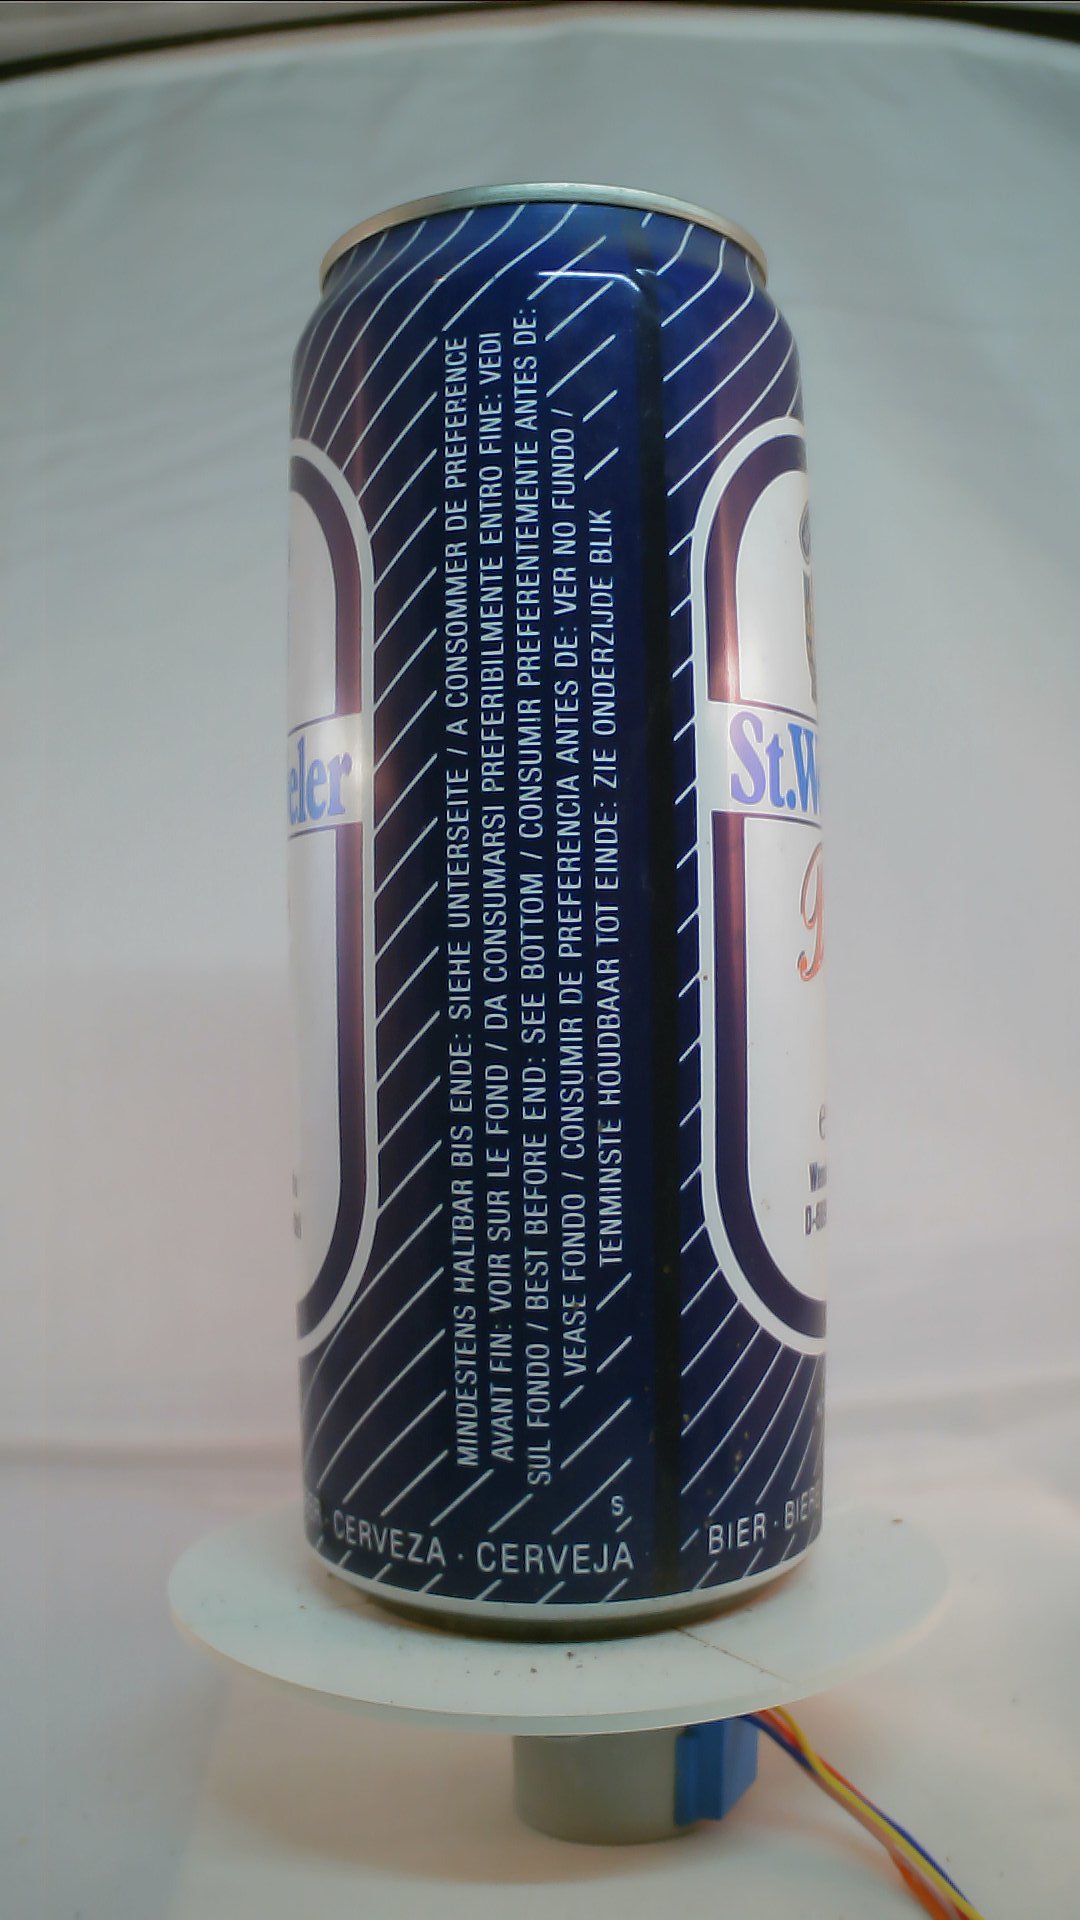 MINDESTENS HALTBAR BIS ENDE: SIEHE UNTERSEITE / A CONSOMMER DE PREFERENCE
AVANT FIN: VOIR SUR LE FOND / DA CONSUMARSI PREFERIBILMENTE ENTRO FINE: VEDI
SUL FONDO / BEST BEFORE END: SEE BOTTOM / CONSUMIR PREFERENTEMENTE ANTES DE:
VEASE FONDO / CONSUMIR DE PREFERENCIA ANTES DE: VER NO FUNDO /
TENMINSTE HOUDBAAR TOT EINDE: ZIE ONDERZIJDE BLIK
eler
St.W
S
CERVEZA · CERVEJA
BIER ·